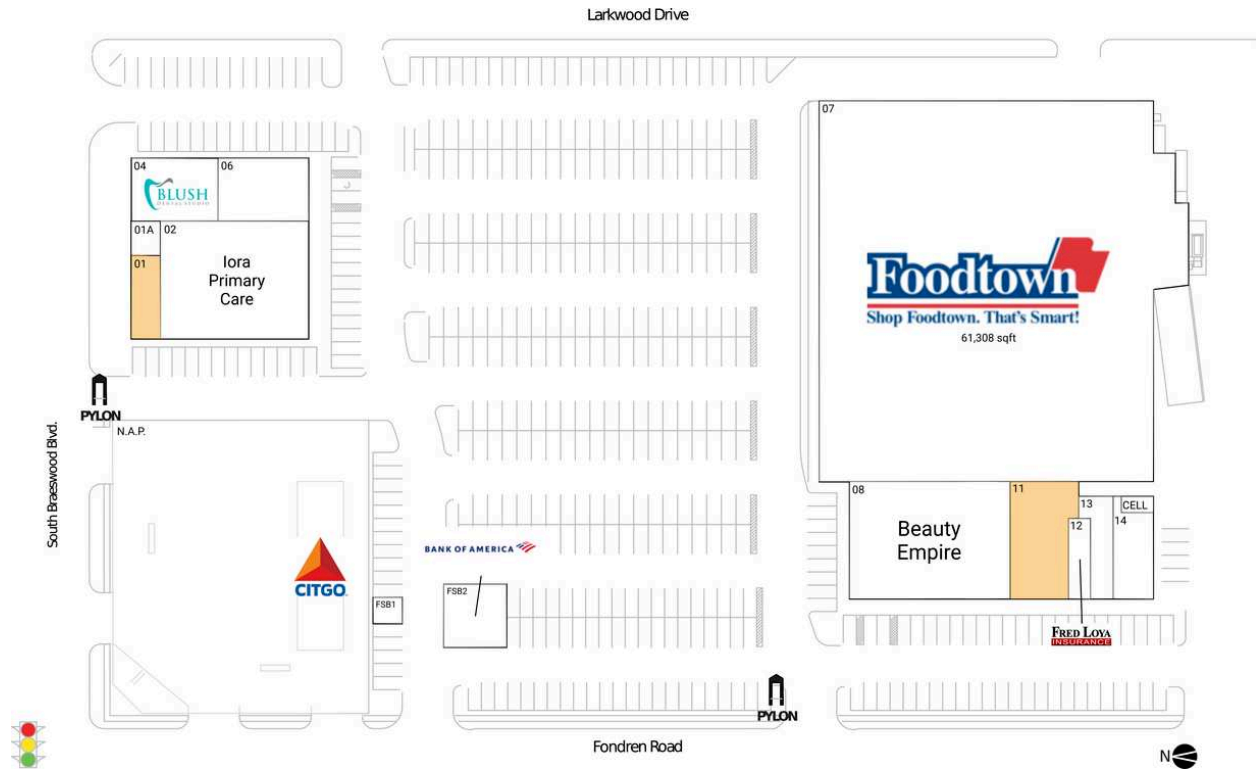 Larkwood Drive
07
04
06
BLUSH
DENTAL STUDIO
01A
02
01
Iora
Primary
Care
Foodtown
Shop Foodtown. That's Smart!
61,308 sqft
PYLON
N.A.P.
South Braeswood Blvd.
08
11
13
CELL
12
14
Beauty
Empire
BANK OF AMERICA
CITGO
FSB1
FSB2
FRED LOYA
INSURANCE
PYLON
Fondren Road
N